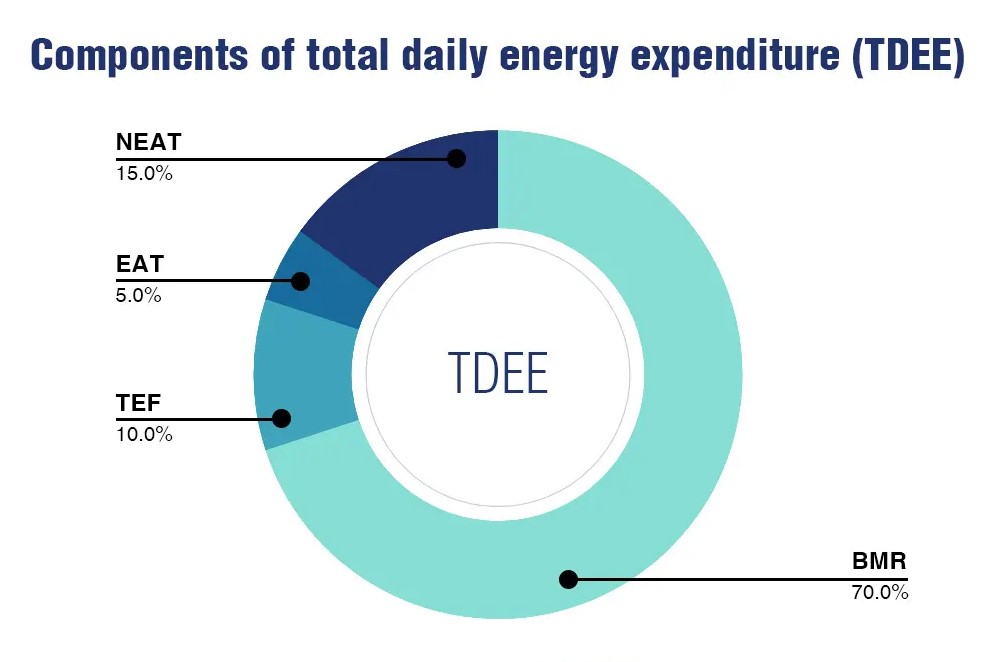 Components of total daily energy expenditure (TDEE)
NEAT
15.0%
EAT
5.0%
TDEE
TEF
10.0%
BMR
70.0%